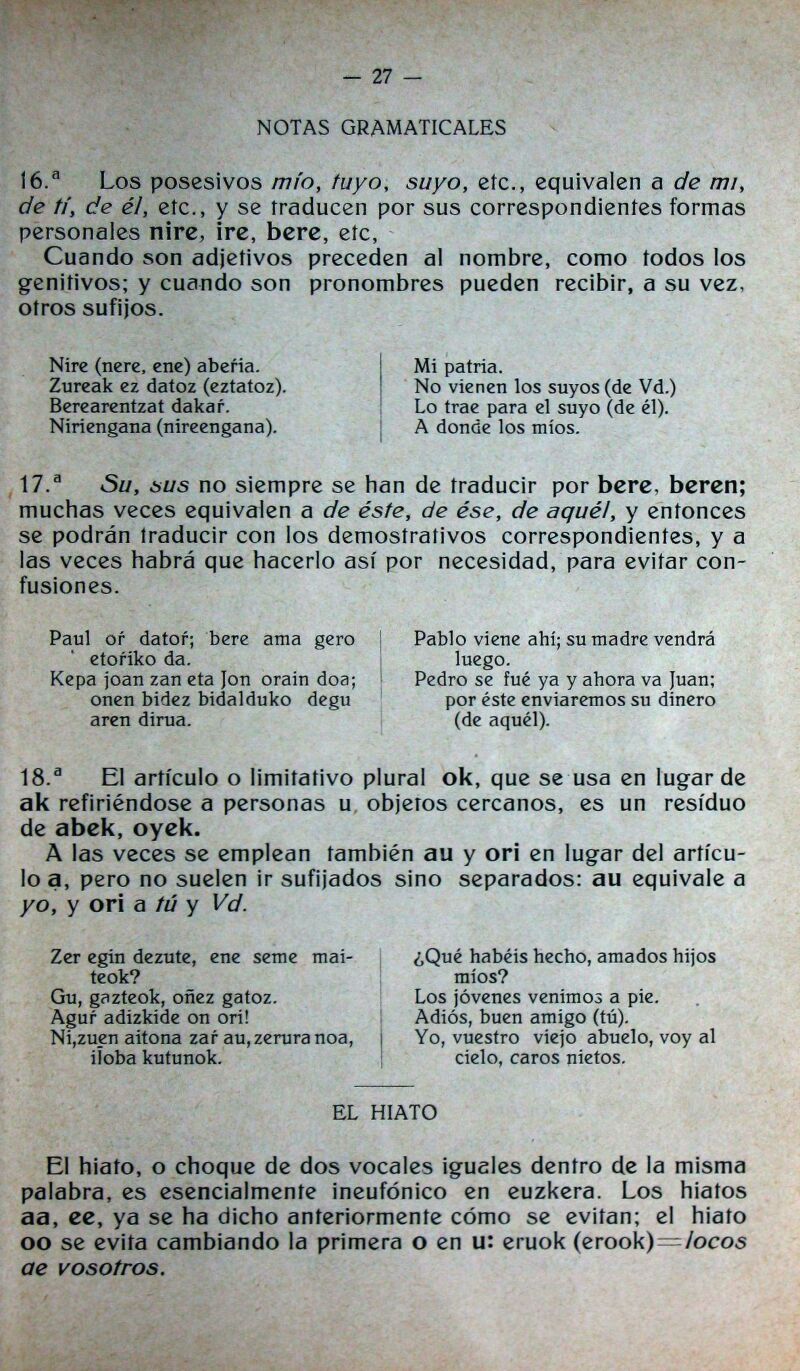 — 27 —
NOTAS GRAMATICALES
16.ª Los posesivos mío, tuyo, suyo, etc., equivalen a de mi,
de tí, de él, etc., y se traducen por sus correspondientes formas
personales nire, ire, bere, etc,
Cuando son adjetivos preceden al nombre, como todos los
genitivos; y cuando son pronombres pueden recibir, a su vez,
otros sufijos.
Nire (nere, ene) abeŕia.
Zureak ez datoz (eztatoz).
Berearentzat dakaŕ.
Niriengana (nireengana).
Mi patria.
No vienen los suyos (de Vd.)
Lo trae para el suyo (de él).
A donde los míos.
17.ª Su, sus no siempre se han de traducir por bere, beren;
muchas veces equivalen a de éste, de ése, de aquél, y entonces
se podrán traducir con los demostrativos correspondientes, y a
las veces habrá que hacerlo así por necesidad, para evitar con-
fusiones.
Paul oŕ datoŕ; bere ama gero
etoŕiko da.
Kepa joan zan eta Jon orain doa;
onen bidez bidalduko degu
aren dirua.
Pablo viene ahí; su madre vendrá
luego.
Pedro se fué ya y ahora va Juan;
por éste enviaremos su dinero
(de aquél).
18.ª El artículo o limitativo plural ok, que se usa en lugar de
ak refiriéndose a personas u objetos cercanos, es un resíduo
de abek, oyek.
A las veces se emplean también au y ori en lugar del artícu-
lo a, pero no suelen ir sufijados sino separados: au equivale a
yo, y ori a tú y Vd.
Zer egin dezute, ene seme mai-
teok?
Gu, gazteok, oñez gatoz.
Aguŕ adizkide on ori!
Ni, zuen aitona zaŕ au, zerura noa,
iĺoba kutunok.
¿Qué habéis hecho, amados hijos
míos?
Los jóvenes venimos a pie.
Adiós, buen amigo (tú).
Yo, vuestro viejo abuelo, voy al
cielo, caros nietos.
EL HIATO
El hiato, o choque de dos vocales iguales dentro de la misma
palabra, es esencialmente ineufónico en euzkera. Los hiatos
aa, ee, ya se ha dicho anteriormente cómo se evitan; el hiato
oo se evita cambiando la primera o en u: eruok (erook)=locos
de vosotros.